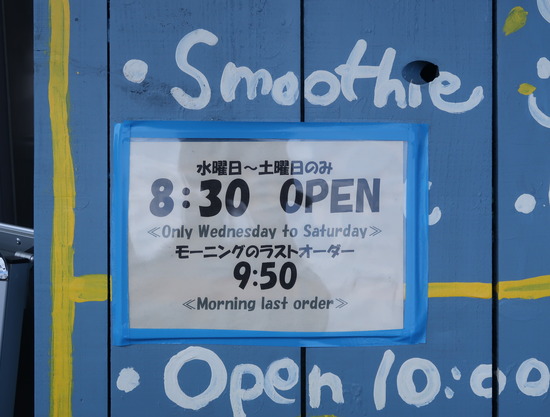 Smoothie
水曜日～土曜日のみ
8:30 OPEN
≪Only Wednesday to Saturday≫
モーニングのラストオーダー
9:50
≪Morning last order≫
Open 10:00